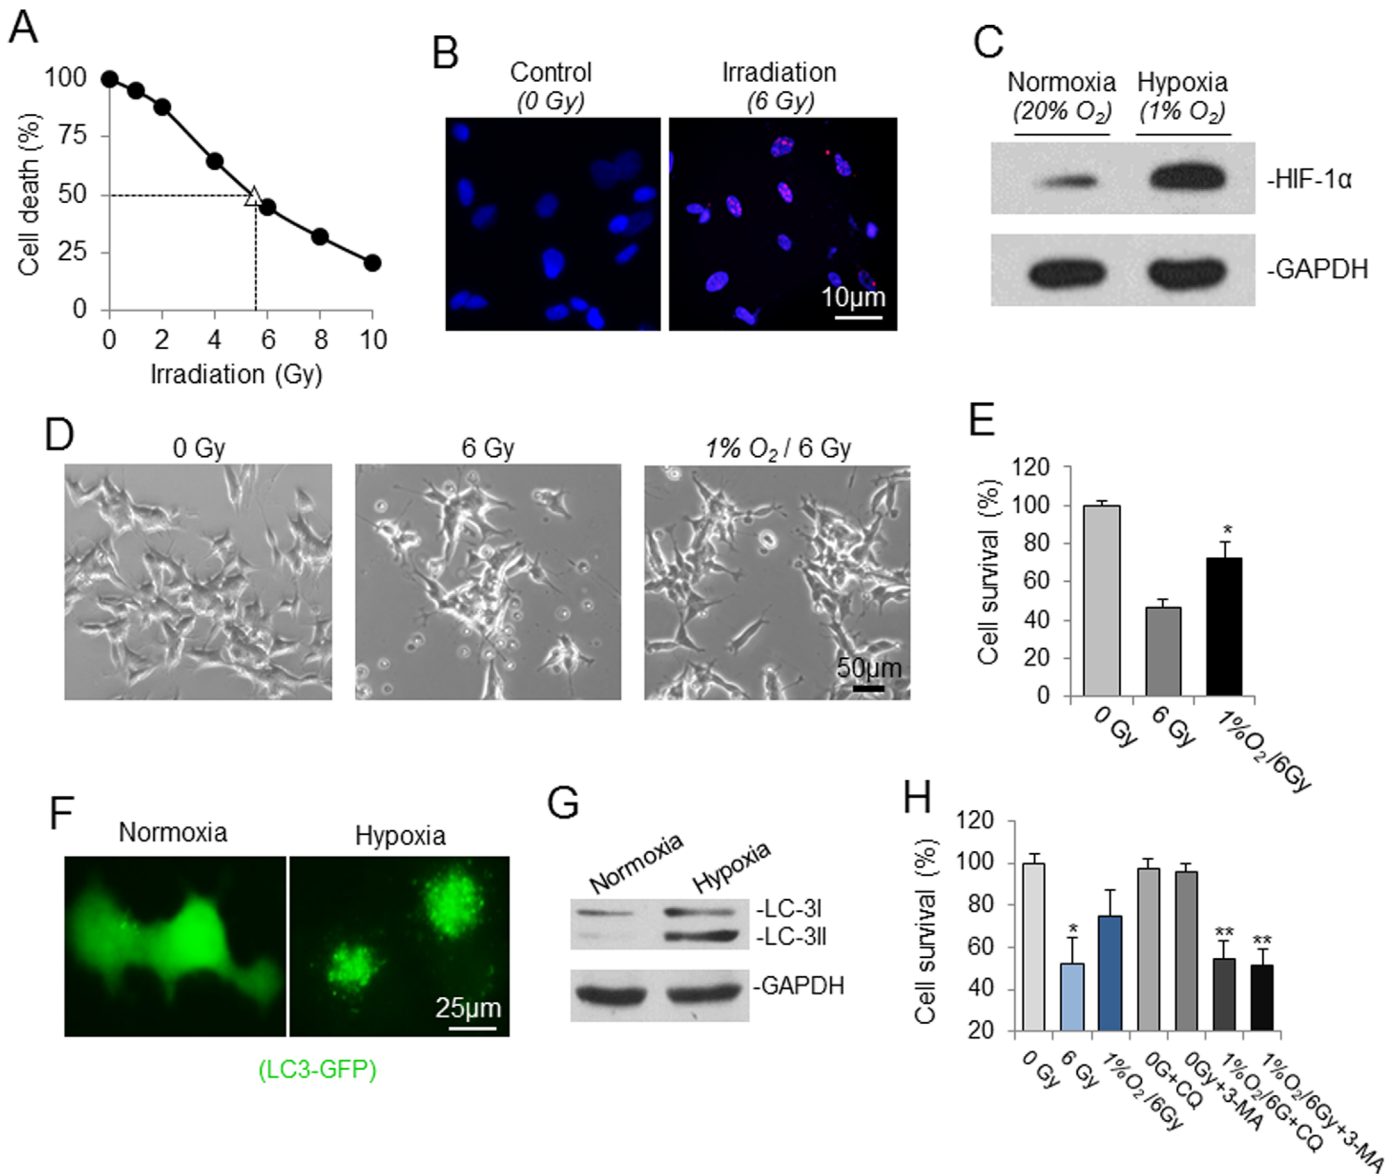 A
Cell death (%)
100
75
50
25
0
0 2 4 6 8 10
Irradiation (Gy)
B
Control
(0 Gy)
Irradiation
(6 Gy)
10µm
C
Normoxia
(20% O₂)
Hypoxia
(1% O₂)
-HIF-1α
-GAPDH
D
0 Gy
6 Gy
1% O₂ / 6 Gy
50µm
E
Cell survival (%)
120
100
80
60
40
20
0
*
0 Gy
6 Gy
1%O₂ /6Gy
F
Normoxia
Hypoxia
25µm
(LC3-GFP)
G
Normoxia
Hypoxia
-LC-3I
-LC-3II
-GAPDH
H
Cell survival (%)
120
100
80
60
40
20
*
**
**
0 Gy
6 Gy
1%O₂ /6Gy
0G+CQ
0Gy+3-MA
1%O₂/6G+CQ
1%O₂/6Gy+3-MA